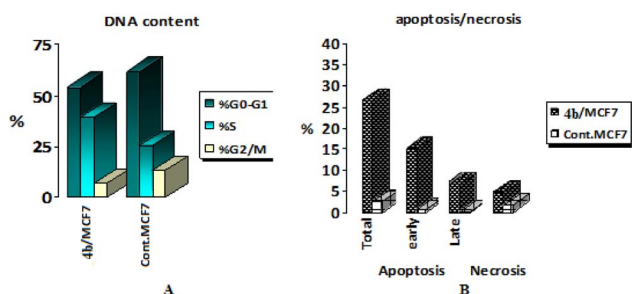 DNA content
75
50
25
0
%
4b/MCF7
Cont.MCF7
%G0-G1
%S
%G2/M
A
apoptosis/necrosis
40
35
30
25
20
15
10
5
0
%
Total
early
Late
Apoptosis
Necrosis
4b/MCF7
Cont.MCF7
B